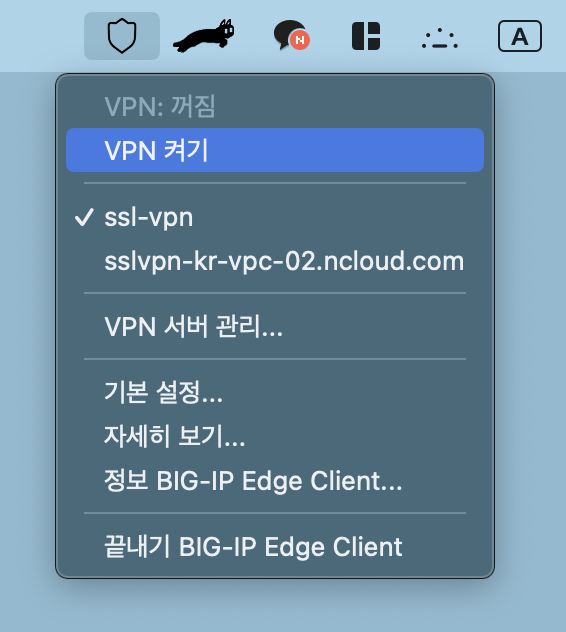 A
VPN: 꺼짐
VPN 켜기
ssl-vpn
sslvpn-kr-vpc-02.ncloud.com
VPN 서버 관리...
기본 설정...
자세히 보기...
정보 BIG-IP Edge Client...
끝내기 BIG-IP Edge Client